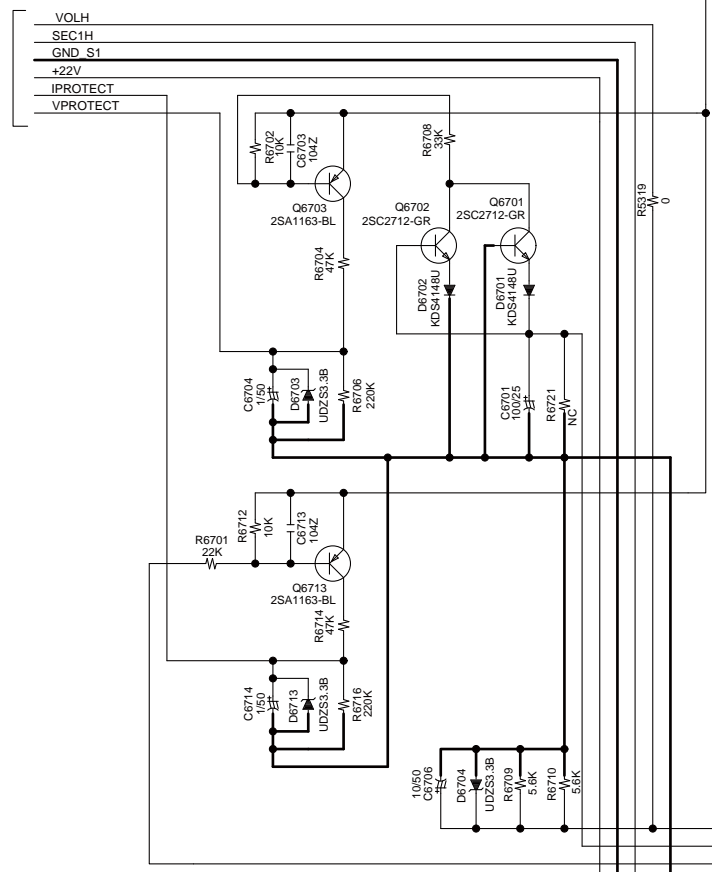 VOLH
SEC1H
GND_S1
+22V
IPROTECT
VPROTECT
R6702
10K
C6703
104Z
Q6703
2SA1163-BL
R6704
47K
R6708
33K
Q6702
2SC2712-GR
Q6701
2SC2712-GR
R5319
0
D6702
KDS4148U
D6701
KDS4148U
C6704
1/50
D6703
UDZS3.3B
R6706
220K
C6701
100/25
R6721
NC
R6701
22K
R6712
10K
C6713
104Z
Q6713
2SA1163-BL
R6714
47K
C6714
1/50
D6713
UDZS3.3B
R6716
220K
10/50
C6706
D6704
UDZS3.3B
R6709
5.6K
R6710
5.6K